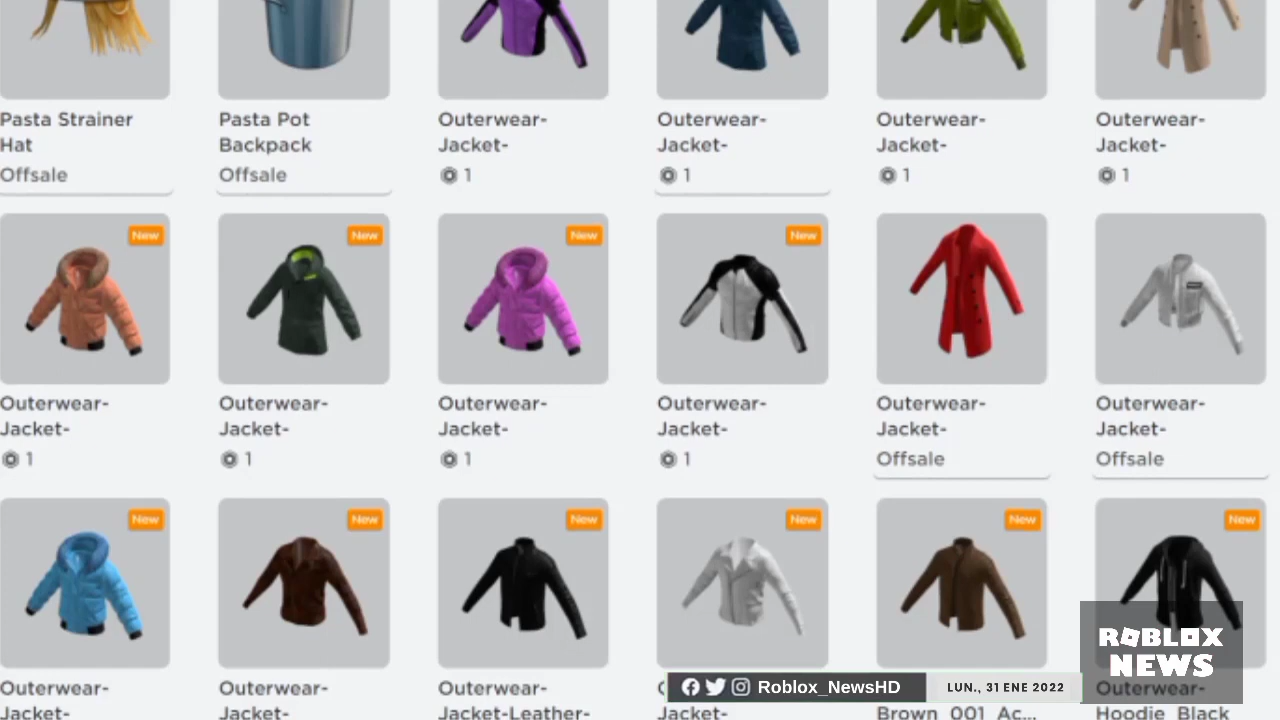 Pasta Strainer
Hat
Offsale
Pasta Pot
Backpack
Offsale
Outerwear-
Jacket-
1
Outerwear-
Jacket-
1
Outerwear-
Jacket-
1
Outerwear-
Jacket-
1
New
Outerwear-
Jacket-
1
New
Outerwear-
Jacket-
1
New
Outerwear-
Jacket-
1
New
Outerwear-
Jacket-
1
Outerwear-
Jacket-
Offsale
Outerwear-
Jacket-
Offsale
New
Outerwear-
Jacket-
New
Outerwear-
Jacket-
New
Outerwear-
Jacket-Leather-
New
Jacket-
New
Brown_001_Ac...
New
Outerwear-
Hoodie_Black
ROBLOX
NEWS
Roblox_NewsHD
LUN., 31 ENE 2022